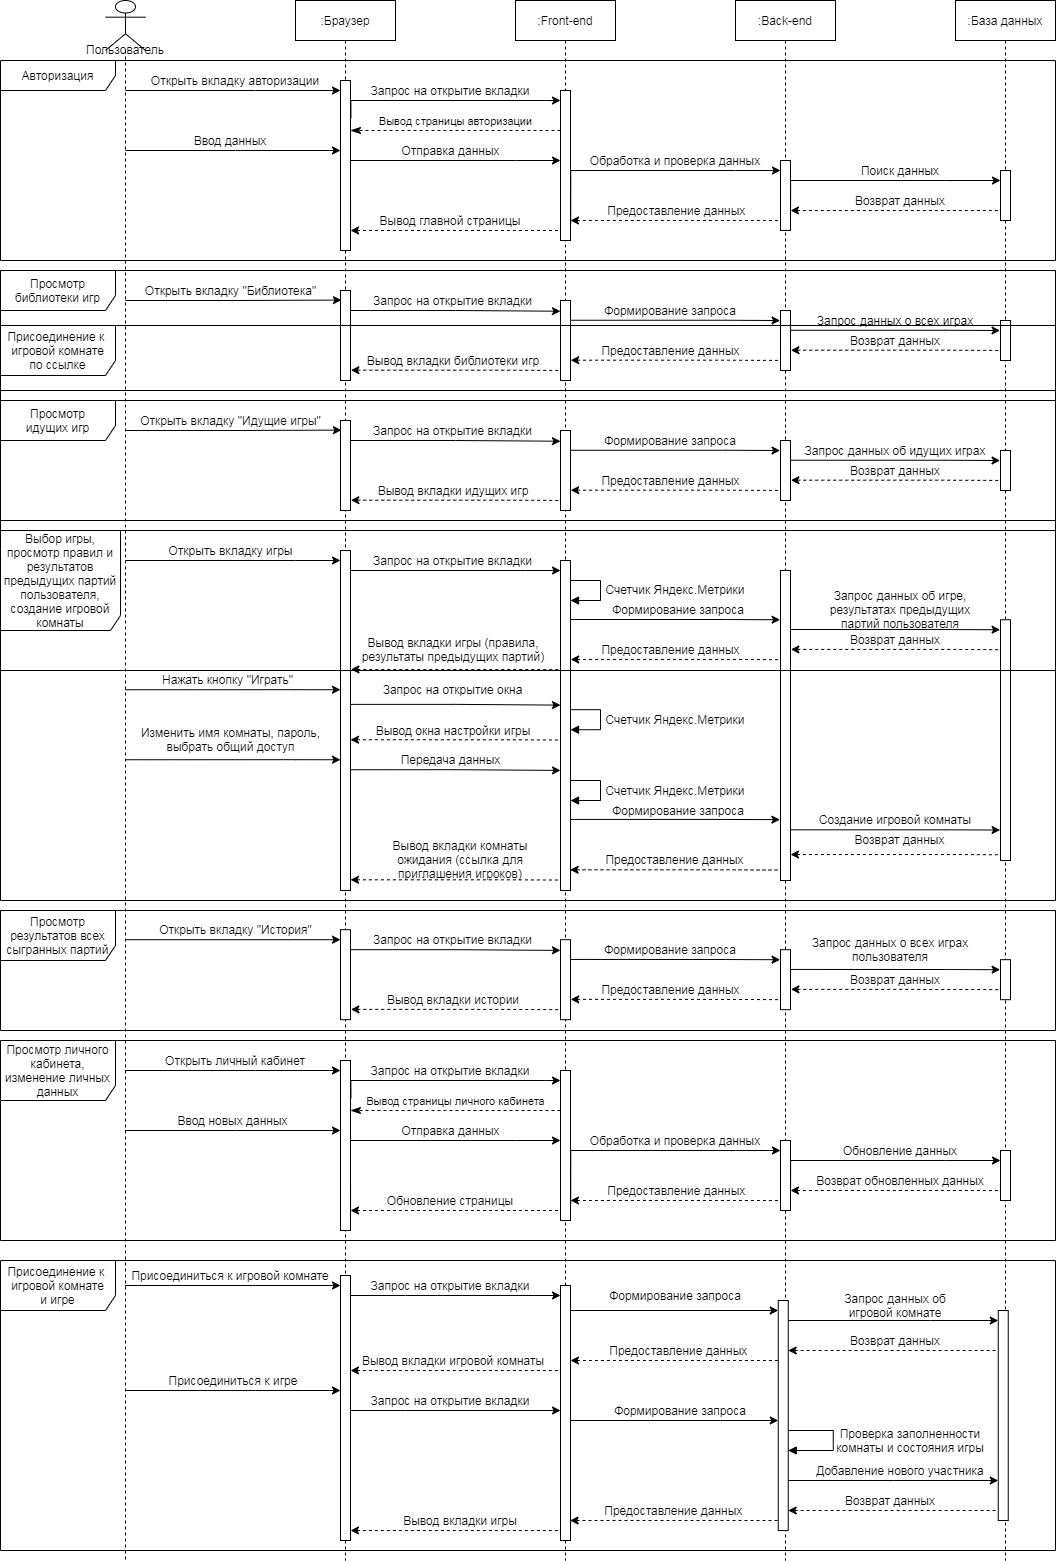 :Браузер
:Front-end
:Back-end
:База данных
Пользователь
Авторизация
Открыть вкладку авторизации
Запрос на открытие вкладки
Вывод страницы авторизации
Ввод данных
Отправка данных
Обработка и проверка данных
Поиск данных
Возврат данных
Предоставление данных
Вывод главной страницы
Просмотр
библиотеки игр
Открыть вкладку "Библиотека"
Запрос на открытие вкладки
Формирование запроса
Запрос данных о всех играх
Присоединение к
игровой комнате
по ссылке
Возврат данных
Предоставление данных
Вывод вкладки библиотеки игр
Просмотр
идущих игр
Открыть вкладку "Идущие игры"
Запрос на открытие вкладки
Формирование запроса
Запрос данных об идущих играх
Возврат данных
Предоставление данных
Вывод вкладки идущих игр
Выбор игры,
просмотр правил и
результатов
предыдущих партий
пользователя,
создание игровой
комнаты
Открыть вкладку игры
Запрос на открытие вкладки
Счетчик Яндекс.Метрики
Формирование запроса
Запрос данных об игре,
результатах предыдущих
партий пользователя
Возврат данных
Предоставление данных
Вывод вкладки игры (правила,
результаты предыдущих партий)
Нажать кнопку "Играть"
Запрос на открытие окна
Счетчик Яндекс.Метрики
Вывод окна настройки игры
Изменить имя комнаты, пароль,
выбрать общий доступ
Передача данных
Счетчик Яндекс.Метрики
Формирование запроса
Создание игровой комнаты
Возврат данных
Предоставление данных
Вывод вкладки комнаты
ожидания (ссылка для
приглашения игроков)
Просмотр
результатов всех
сыгранных партий
Открыть вкладку "История"
Запрос на открытие вкладки
Формирование запроса
Запрос данных о всех играх
пользователя
Возврат данных
Предоставление данных
Вывод вкладки истории
Просмотр личного
кабинета,
изменение личных
данных
Открыть личный кабинет
Запрос на открытие вкладки
Вывод страницы личного кабинета
Ввод новых данных
Отправка данных
Обработка и проверка данных
Обновление данных
Возврат обновленных данных
Предоставление данных
Обновление страницы
Присоединение к
игровой комнате
и игре
Присоединиться к игровой комнате
Запрос на открытие вкладки
Формирование запроса
Запрос данных об
игровой комнате
Возврат данных
Предоставление данных
Вывод вкладки игровой комнаты
Присоединиться к игре
Запрос на открытие вкладки
Формирование запроса
Проверка заполненности
комнаты и состояния игры
Добавление нового участника
Возврат данных
Предоставление данных
Вывод вкладки игры